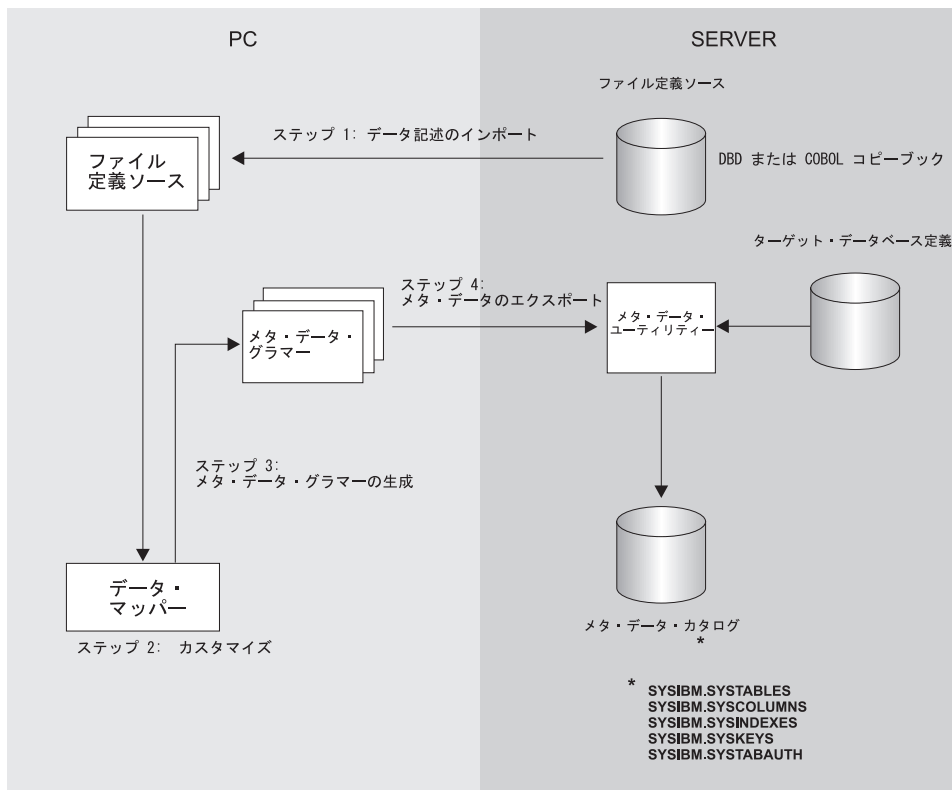 PC
SERVER
ファイル定義ソース
ステップ 1: データ記述のインポート
ファイル
定義ソース
DBD または COBOL コピーブック
ターゲット・データベース定義
ステップ 4:
メタ・データのエクスポート
メタ・データ・
グラマー
メタ・データ・
ユーティリティー
ステップ 3:
メタ・データ・グラマーの生成
データ・
マッパー
ステップ 2: カスタマイズ
メタ・データ・カタログ
*
* SYSIBM.SYSTABLES
SYSIBM.SYSCOLUMNS
SYSIBM.SYSINDEXES
SYSIBM.SYSKEYS
SYSIBM.SYSTABAUTH